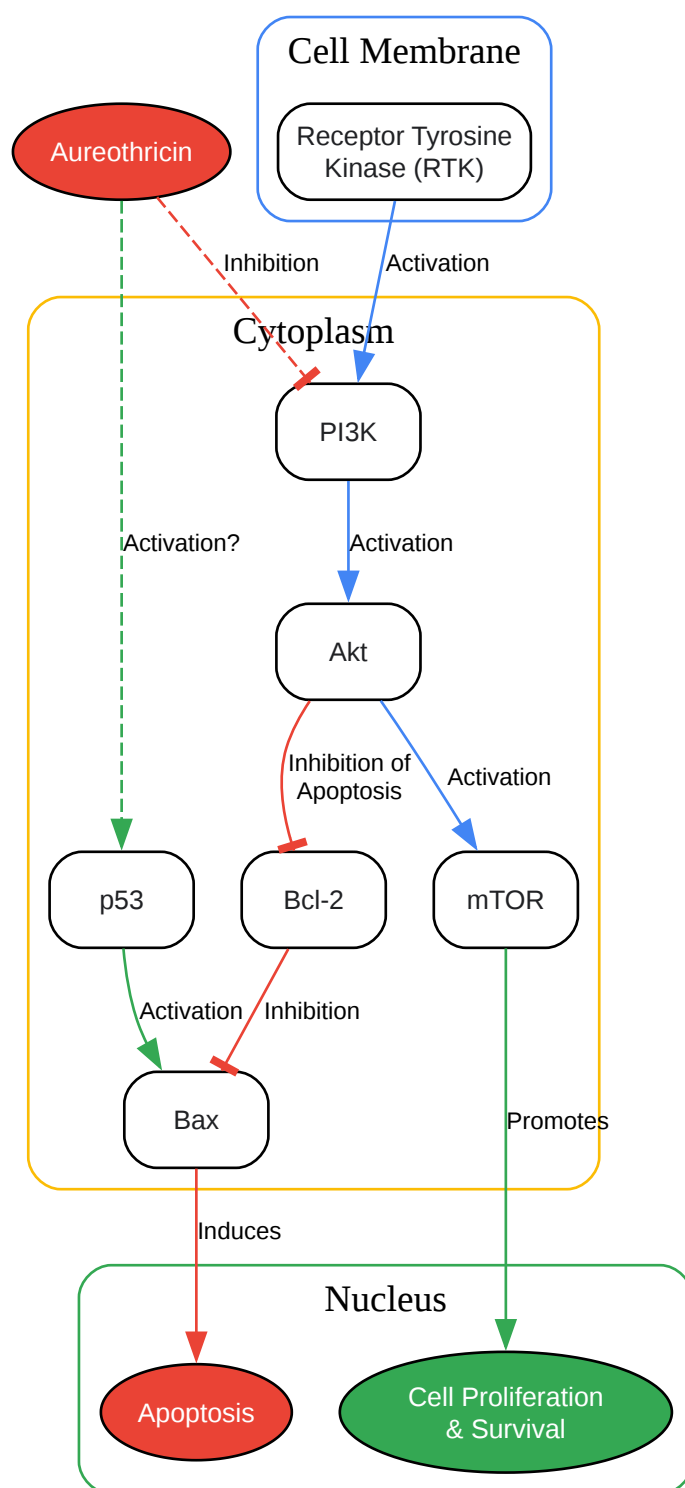 Cell Membrane
Receptor Tyrosine
Kinase (RTK)
Aureothricin
Inhibition
Activation
Cytoplasm
PI3K
Activation?
Activation
Akt
Inhibition of
Apoptosis
Activation
p53
Bcl-2
mTOR
Activation
Inhibition
Bax
Promotes
Induces
Nucleus
Apoptosis
Cell Proliferation
& Survival